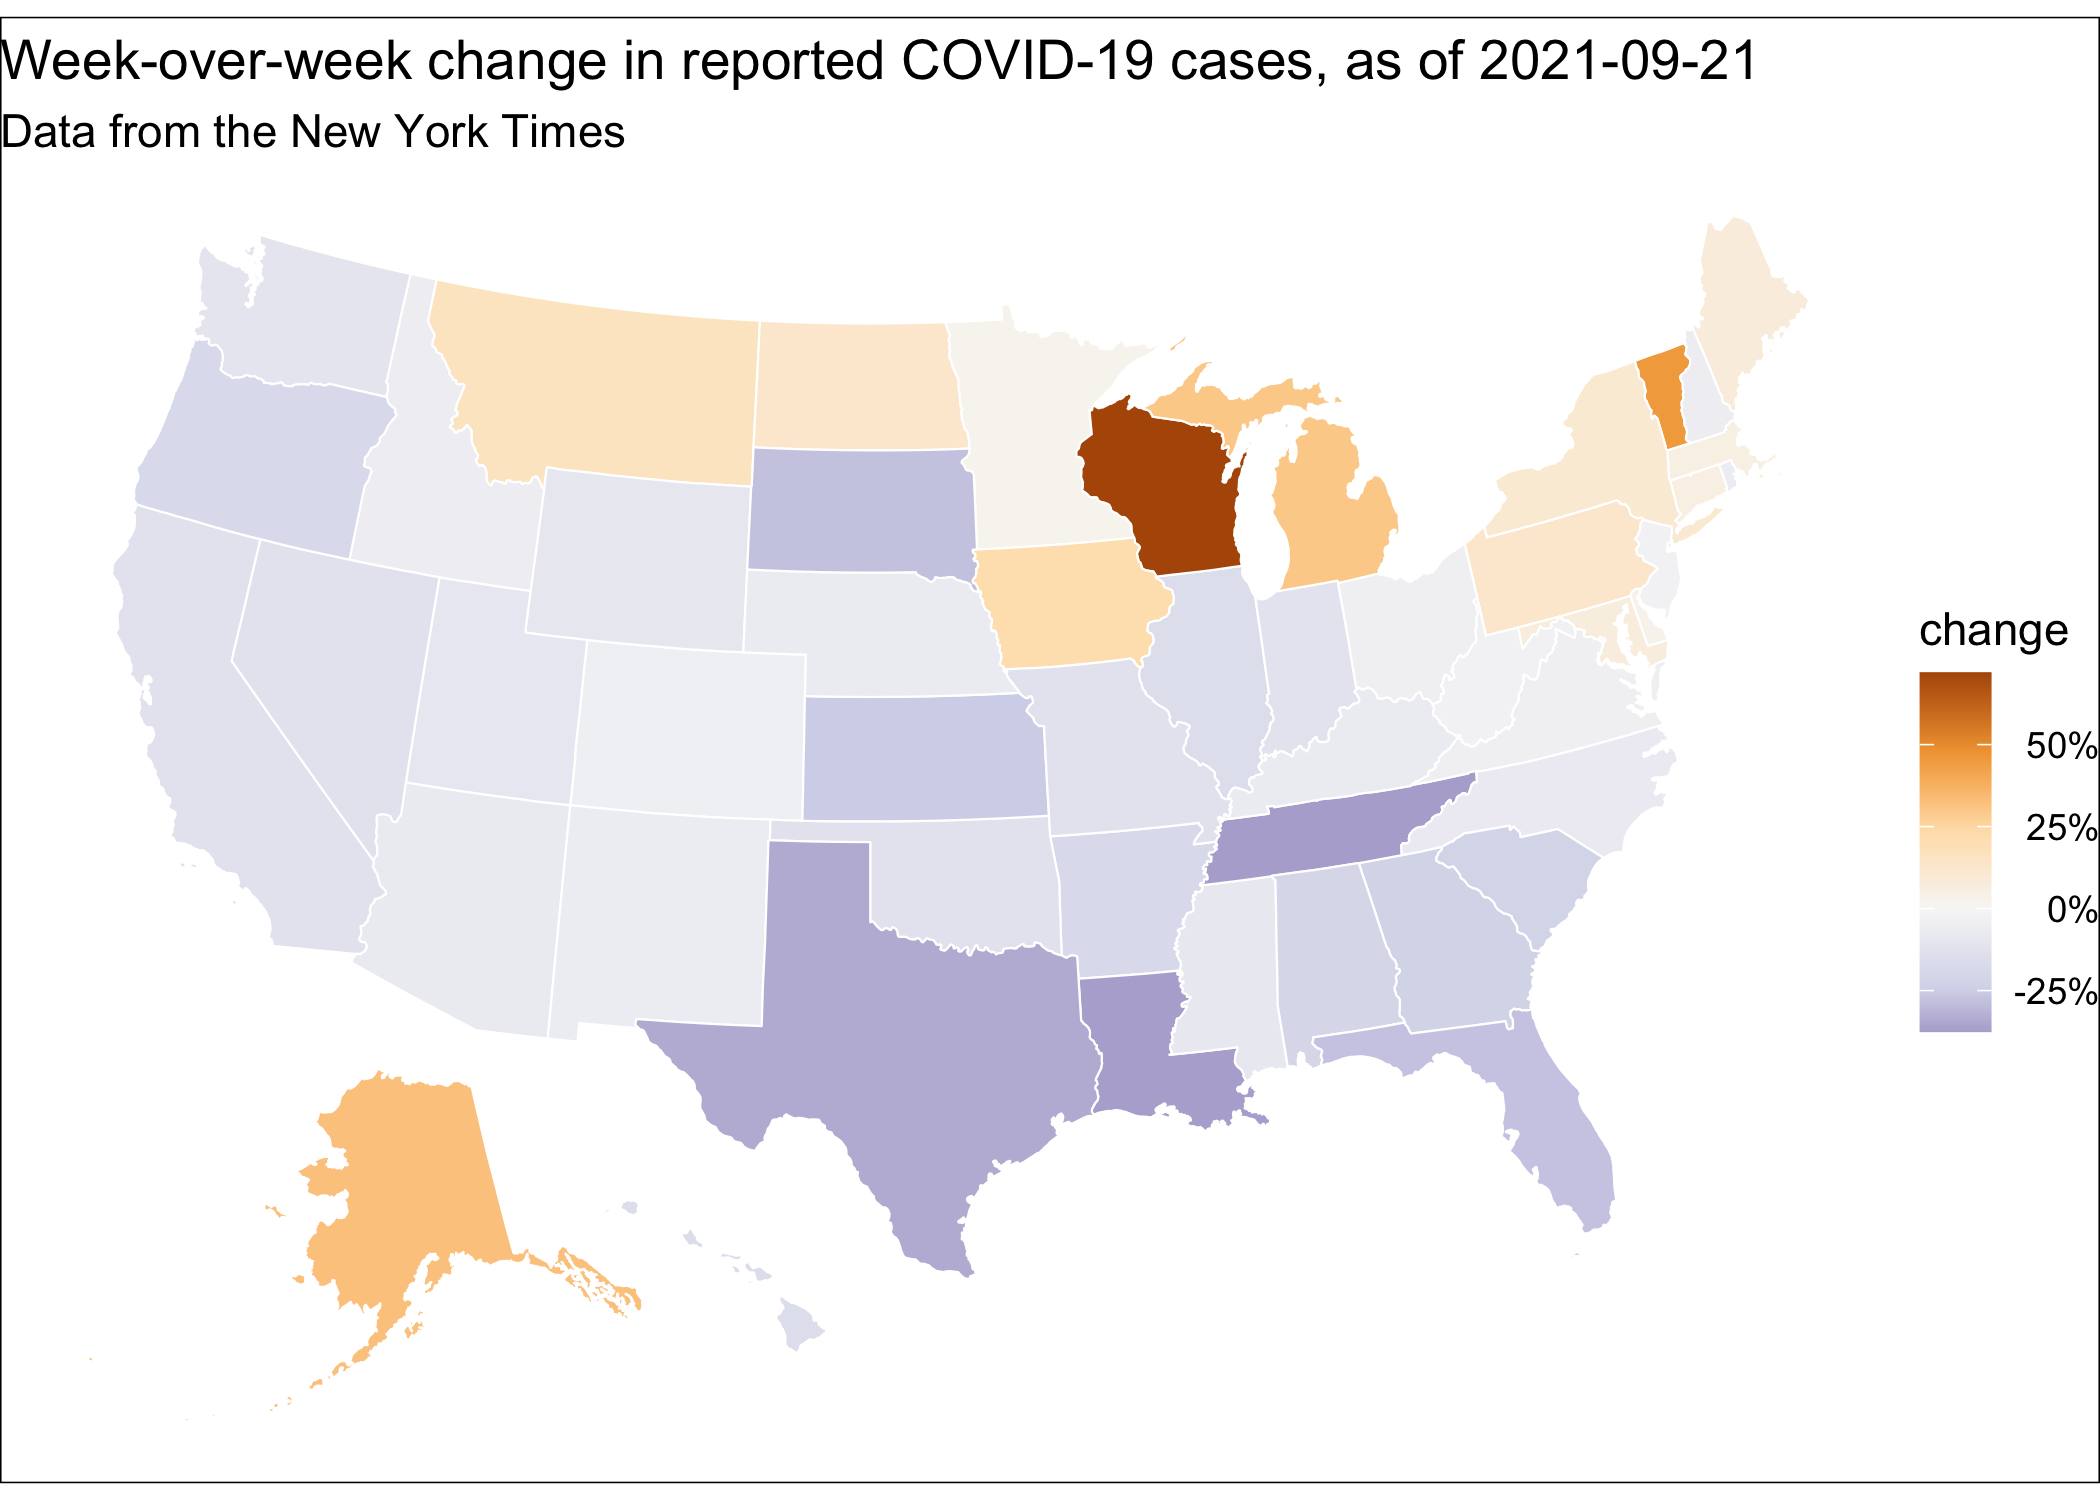 Week-over-week change in reported COVID-19 cases, as of 2021-09-21
Data from the New York Times
change
50%
25%
0%
-25%